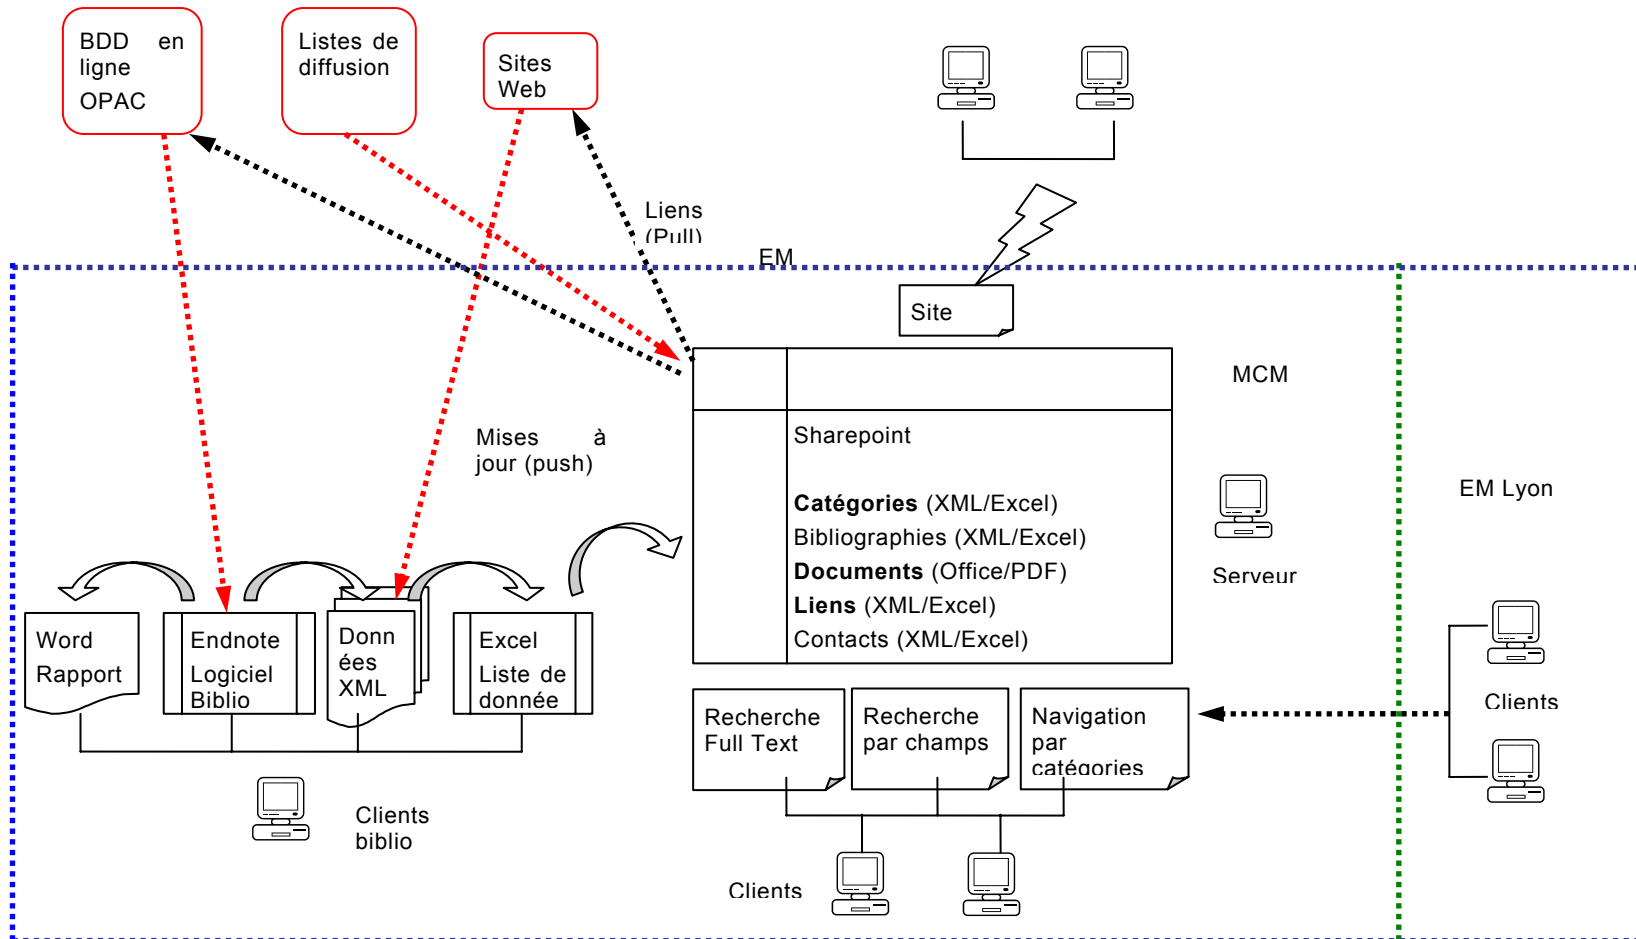 BDD en
ligne
OPAC
Listes de
diffusion
Sites
Web
Liens
(Pull)
EM
Site
MCM
Mises à
jour (push)
Sharepoint
Catégories (XML/Excel)
Bibliographies (XML/Excel)
Documents (Office/PDF)
Liens (XML/Excel)
Contacts (XML/Excel)
EM Lyon
Serveur
Word
Rapport
Endnote
Logiciel
Biblio
Donn
ées
XML
Excel
Liste de
donnée
Recherche
Full Text
Recherche
par champs
Navigation
par
catégories
Clients
Clients
biblio
Clients